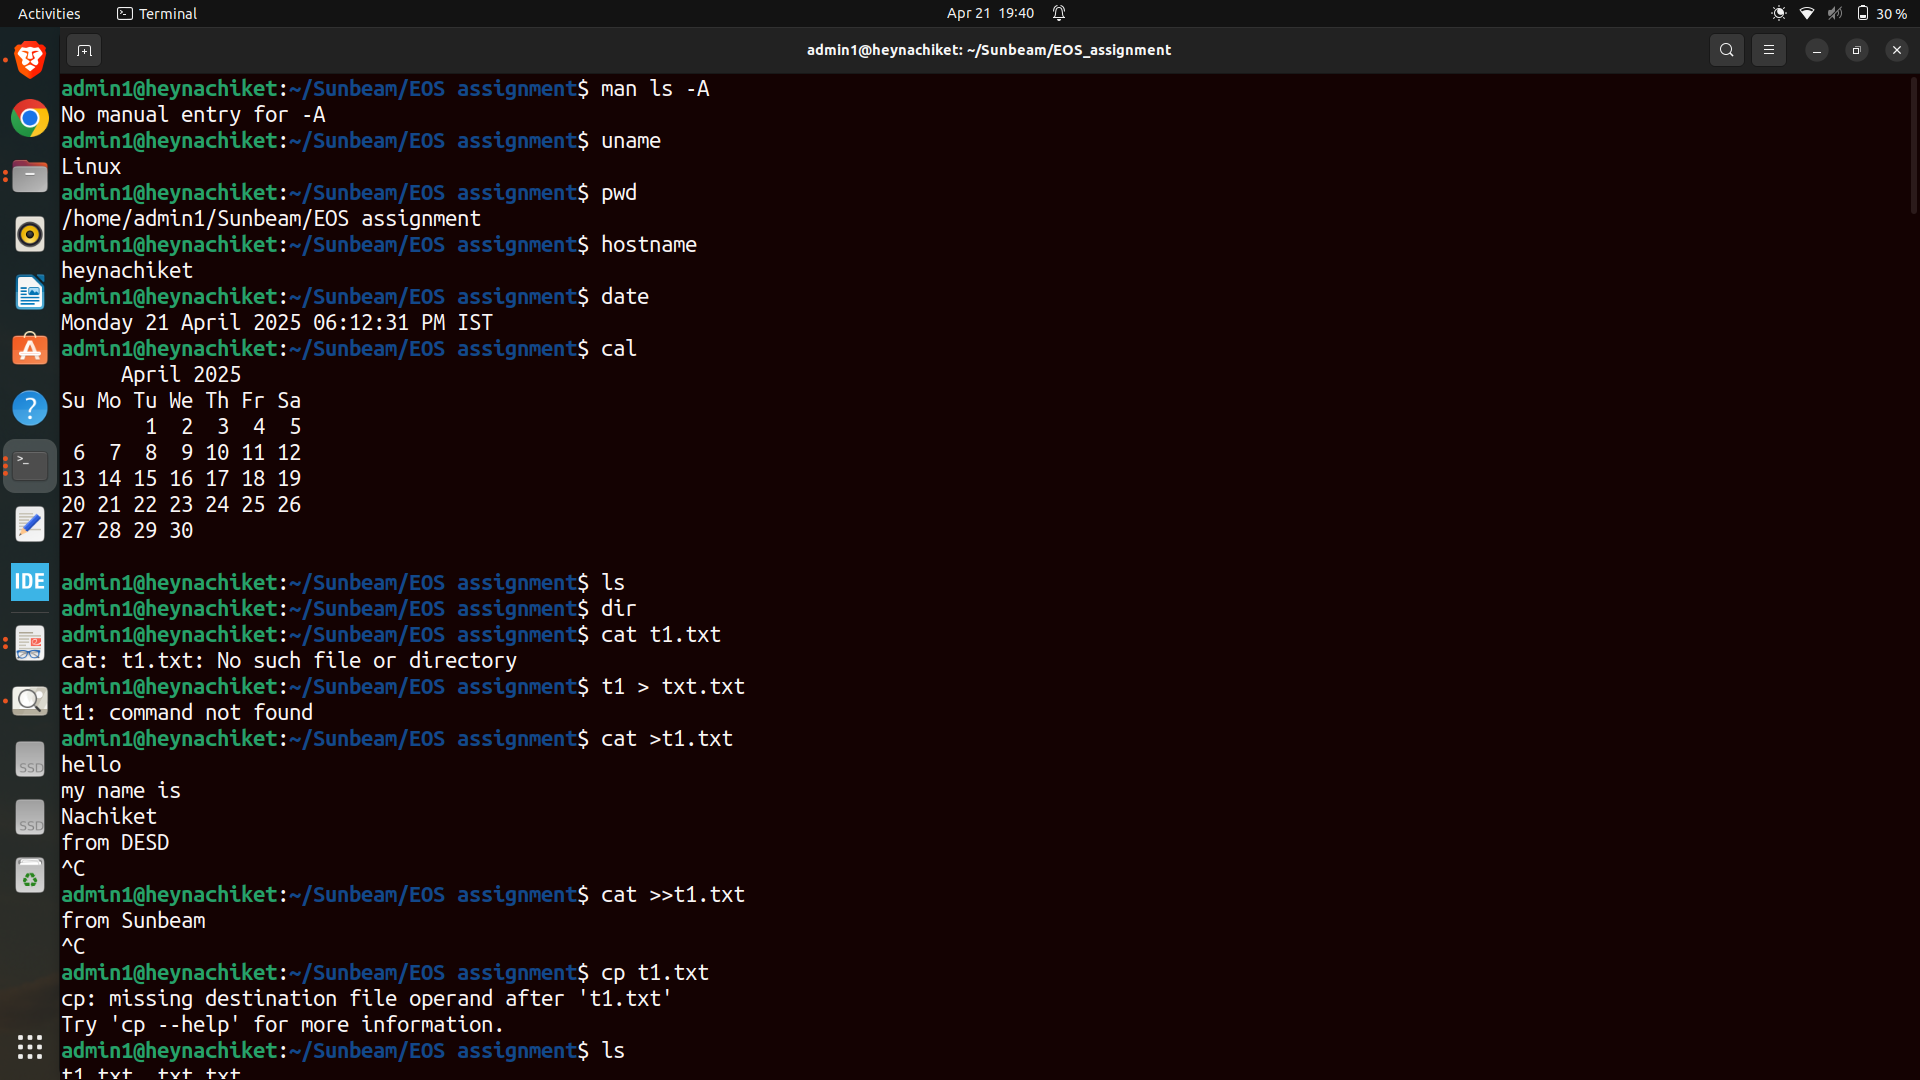 Activities Terminal Apr 21 19:40 30 %
admin1@heynachiket: ~/Sunbeam/EOS_assignment
admin1@heynachiket:~/Sunbeam/EOS assignment$ man ls -A
No manual entry for -A
admin1@heynachiket:~/Sunbeam/EOS assignment$ uname
Linux
admin1@heynachiket:~/Sunbeam/EOS assignment$ pwd
/home/admin1/Sunbeam/EOS assignment
admin1@heynachiket:~/Sunbeam/EOS assignment$ hostname
heynachiket
admin1@heynachiket:~/Sunbeam/EOS assignment$ date
Monday 21 April 2025 06:12:31 PM IST
admin1@heynachiket:~/Sunbeam/EOS assignment$ cal
     April 2025
Su Mo Tu We Th Fr Sa
       1  2  3  4  5
 6  7  8  9 10 11 12
13 14 15 16 17 18 19
20 21 22 23 24 25 26
27 28 29 30
admin1@heynachiket:~/Sunbeam/EOS assignment$ ls
admin1@heynachiket:~/Sunbeam/EOS assignment$ dir
admin1@heynachiket:~/Sunbeam/EOS assignment$ cat t1.txt
cat: t1.txt: No such file or directory
admin1@heynachiket:~/Sunbeam/EOS assignment$ t1 > txt.txt
t1: command not found
admin1@heynachiket:~/Sunbeam/EOS assignment$ cat >t1.txt
hello
my name is
Nachiket
from DESD
^C
admin1@heynachiket:~/Sunbeam/EOS assignment$ cat >>t1.txt
from Sunbeam
^C
admin1@heynachiket:~/Sunbeam/EOS assignment$ cp t1.txt
cp: missing destination file operand after 't1.txt'
Try 'cp --help' for more information.
admin1@heynachiket:~/Sunbeam/EOS assignment$ ls
t1.txt  txt.txt
IDE
SSD
SSD